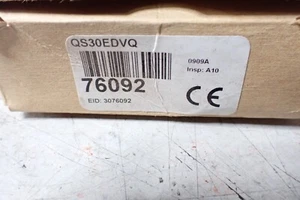 QS30EDVQ
76092
EID: 3076092
0909A
Insp: A10
CE